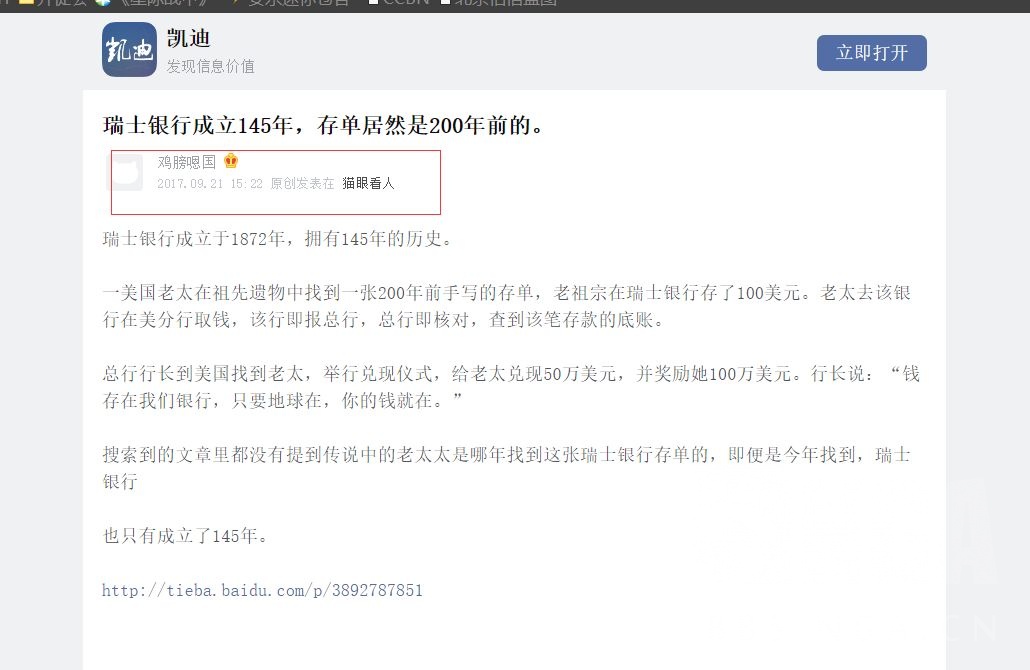 凯迪
凯迪
发现信息价值
立即打开
瑞士银行成立145年，存单居然是200年前的。
鸡膀嗯国
2017.09.21 15:22 原创发表在 猫眼看人
瑞士银行成立于1872年，拥有145年的历史。
一美国老太在祖先遗物中找到一张200年前手写的存单，老祖宗在瑞士银行存了100美元。老太去该银
行在美分行取钱，该行即报总行，总行即核对，查到该笔存款的底账。
总行行长到美国找到老太，举行兑现仪式，给老太兑现50万美元，并奖励她100万美元。行长说：“钱
存在我们银行，只要地球在，你的钱就在。”
搜索到的文章里都没有提到传说中的老太太是哪年找到这张瑞士银行存单的，即便是今年找到，瑞士
银行
也只有成立了145年。
http://tieba.baidu.com/p/3892787851